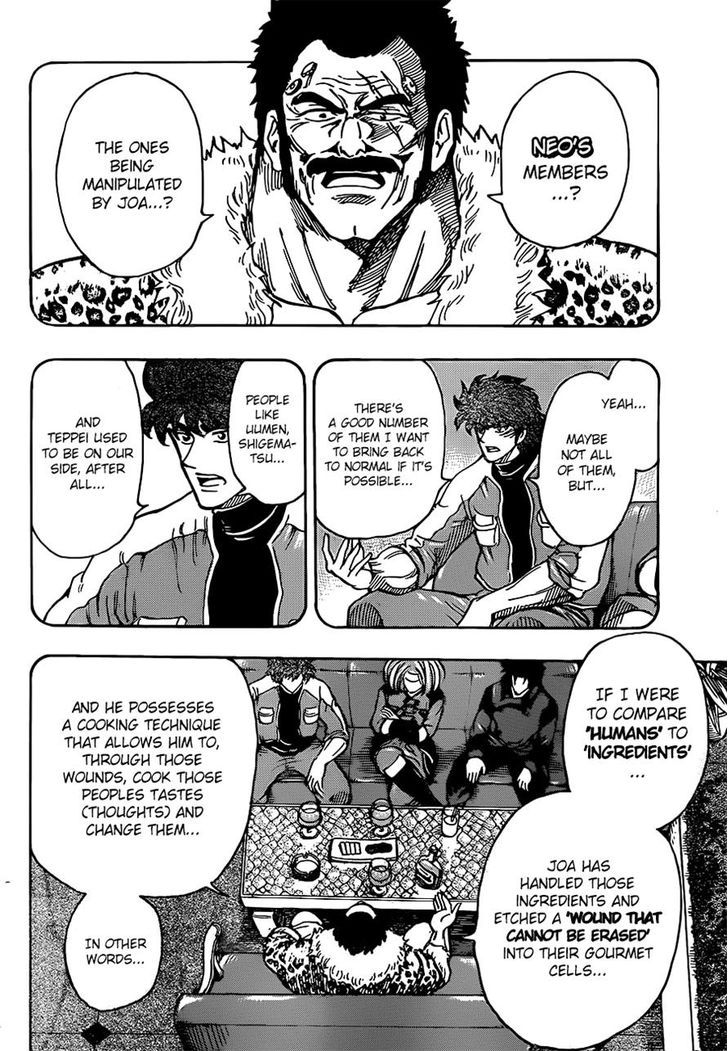 NEO'S
MEMBERS
...?
THE ONES
BEING
MANIPULATED
BY JOA...?
YEAH...
MAYBE
NOT ALL
OF THEM,
BUT...
THERE'S
A GOOD NUMBER
OF THEM I WANT
TO BRING BACK
TO NORMAL IF IT'S
POSSIBLE...
PEOPLE
LIKE
UUMEN,
SHIGEMA-
TSU...
AND
TEPPEI USED
TO BE ON OUR
SIDE, AFTER
ALL...
IF I WERE
TO COMPARE
"HUMANS" TO
'INGREDIENTS'
...
JOA HAS
HANDLED THOSE
INGREDIENTS AND
ETCHED A 'WOUND THAT
CANNOT BE ERASED'
INTO THEIR GOURMET
CELLS...
AND HE POSSESSES
A COOKING TECHNIQUE
THAT ALLOWS HIM TO,
THROUGH THOSE
WOUNDS, COOK THOSE
PEOPLES TASTES
(THOUGHTS) AND
CHANGE THEM...
IN OTHER
WORDS...